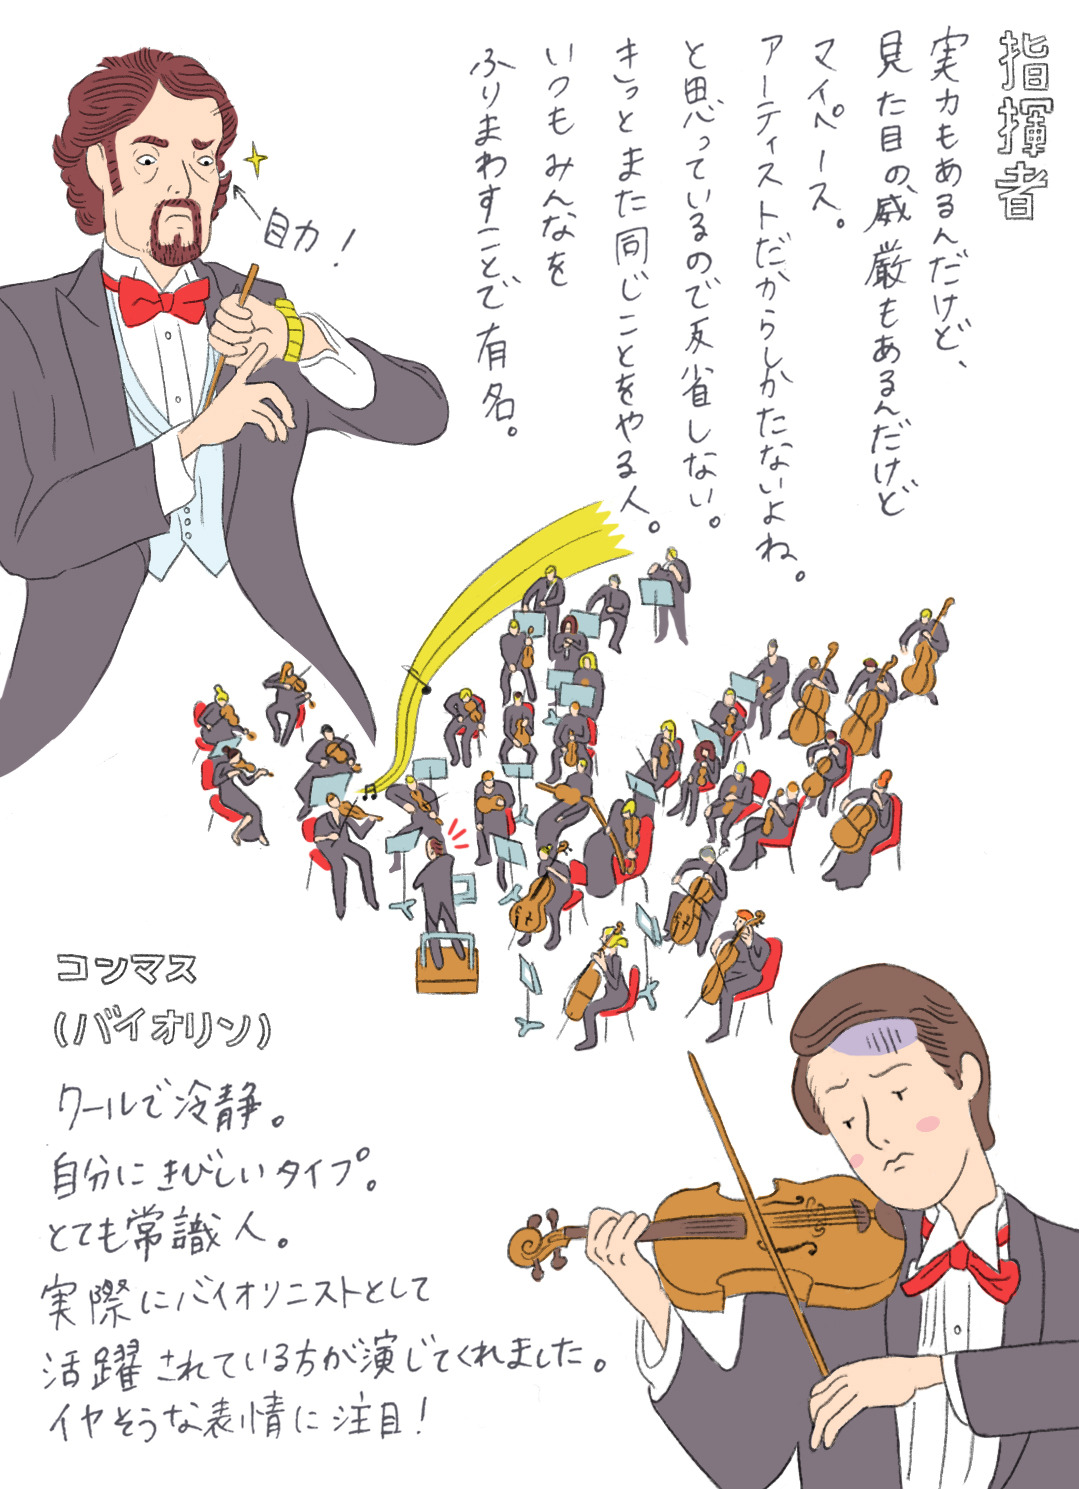 指揮者
実力もあるんだけど、
見た目の、威厳もあるんだけど
マイペース。
アーティストだからしかたないよね。
と思っているので反省しない。
きっとまた同じことをやる人。
いつもみんなを
ふりまわすことで有名。
目力!
コンマス
(バイオリン)
クールで冷静。
自分にきびしいタイプ。
とても常識人。
実際にバイオリニストとして
活躍されている方が演じてくれました。
イヤそうな表情に注目!